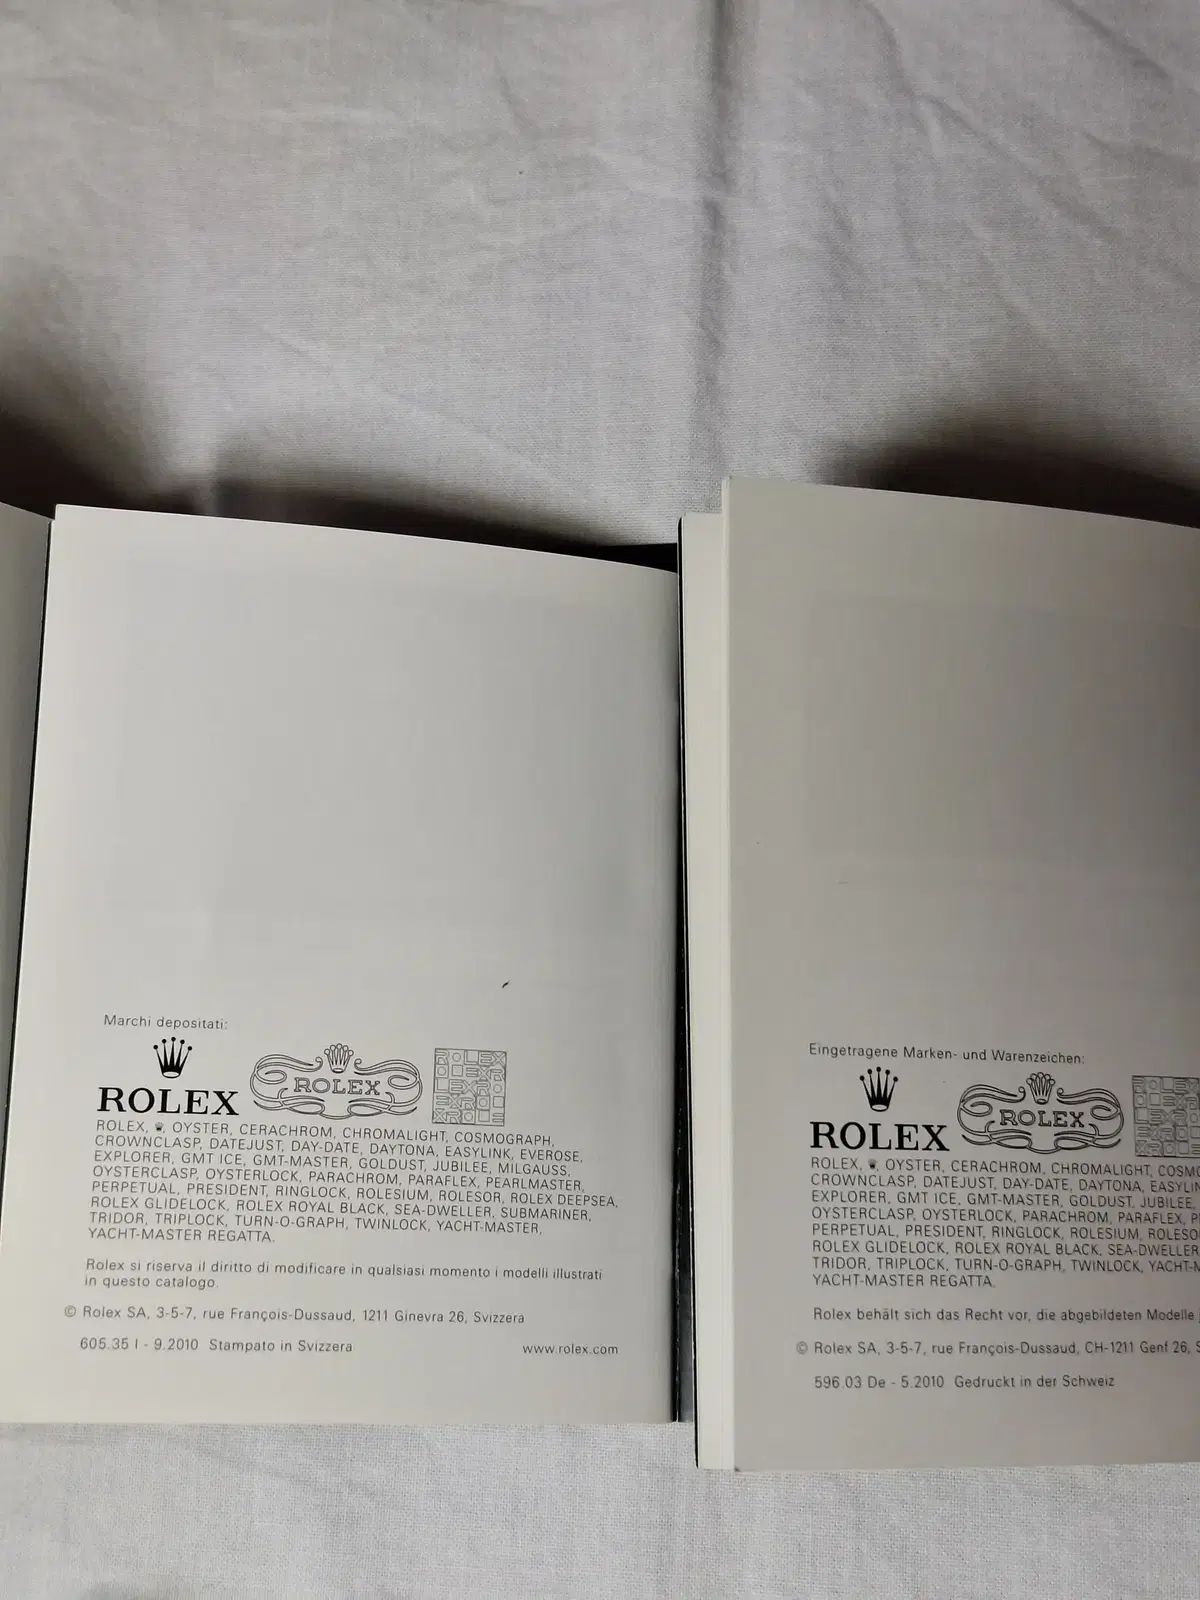 Marchi depositati:
ROLEX
ROLEX
ROLEX
ROLEX, OYSTER, CERACHROM, CHROMALIGHT, COSMOGRAPH,
CROWNCLASP, DATEJUST, DAY-DATE, DAYTONA, EASYLINK, EVEROSE,
EXPLORER, GMT ICE, GMT-MASTER, GOLDUST, JUBILEE, MILGAUSS,
OYSTERCLASP, OYSTERLOCK, PARACHROM, PARAFLEX, PEARLMASTER,
PERPETUAL, PRESIDENT, RINGLOCK, ROLESIUM, ROLESOR, ROLEX DEEPSEA,
ROLEX GLIDELOCK, ROLEX ROYAL BLACK, SEA-DWELLER, SUBMARINER,
TRIDOR, TRIPLOCK, TURN-O-GRAPH, TWINLOCK, YACHT-MASTER,
YACHT-MASTER REGATTA.
Rolex si riserva il diritto di modificare in qualsiasi momento i modelli illustrati
in questo catalogo.
© Rolex SA, 3-5-7, rue François-Dussaud, 1211 Ginevra 26, Svizzera
605.35 I - 9.2010 Stampato in Svizzera
www.rolex.com
Eingetragene Marken- und Warenzeichen:
ROLEX
ROLEX
ROLEX
ROLEX, OYSTER, CERACHROM, CHROMALIGHT, COSMO
CROWNCLASP, DATEJUST, DAY-DATE, DAYTONA, EASYLIN
EXPLORER, GMT ICE, GMT-MASTER, GOLDUST, JUBILEE,
OYSTERCLASP, OYSTERLOCK, PARACHROM, PARAFLEX,
PERPETUAL, PRESIDENT, RINGLOCK, ROLESIUM, ROLESO
ROLEX GLIDELOCK, ROLEX ROYAL BLACK, SEA-DWELLER
TRIDOR, TRIPLOCK, TURN-O-GRAPH, TWINLOCK, YACHT-M
YACHT-MASTER REGATTA.
Rolex behält sich das Recht vor, die abgebildeten Modelle
© Rolex SA, 3-5-7, rue François-Dussaud, CH-1211 Genf 26,
596.03 De - 5.2010 Gedruckt in der Schweiz